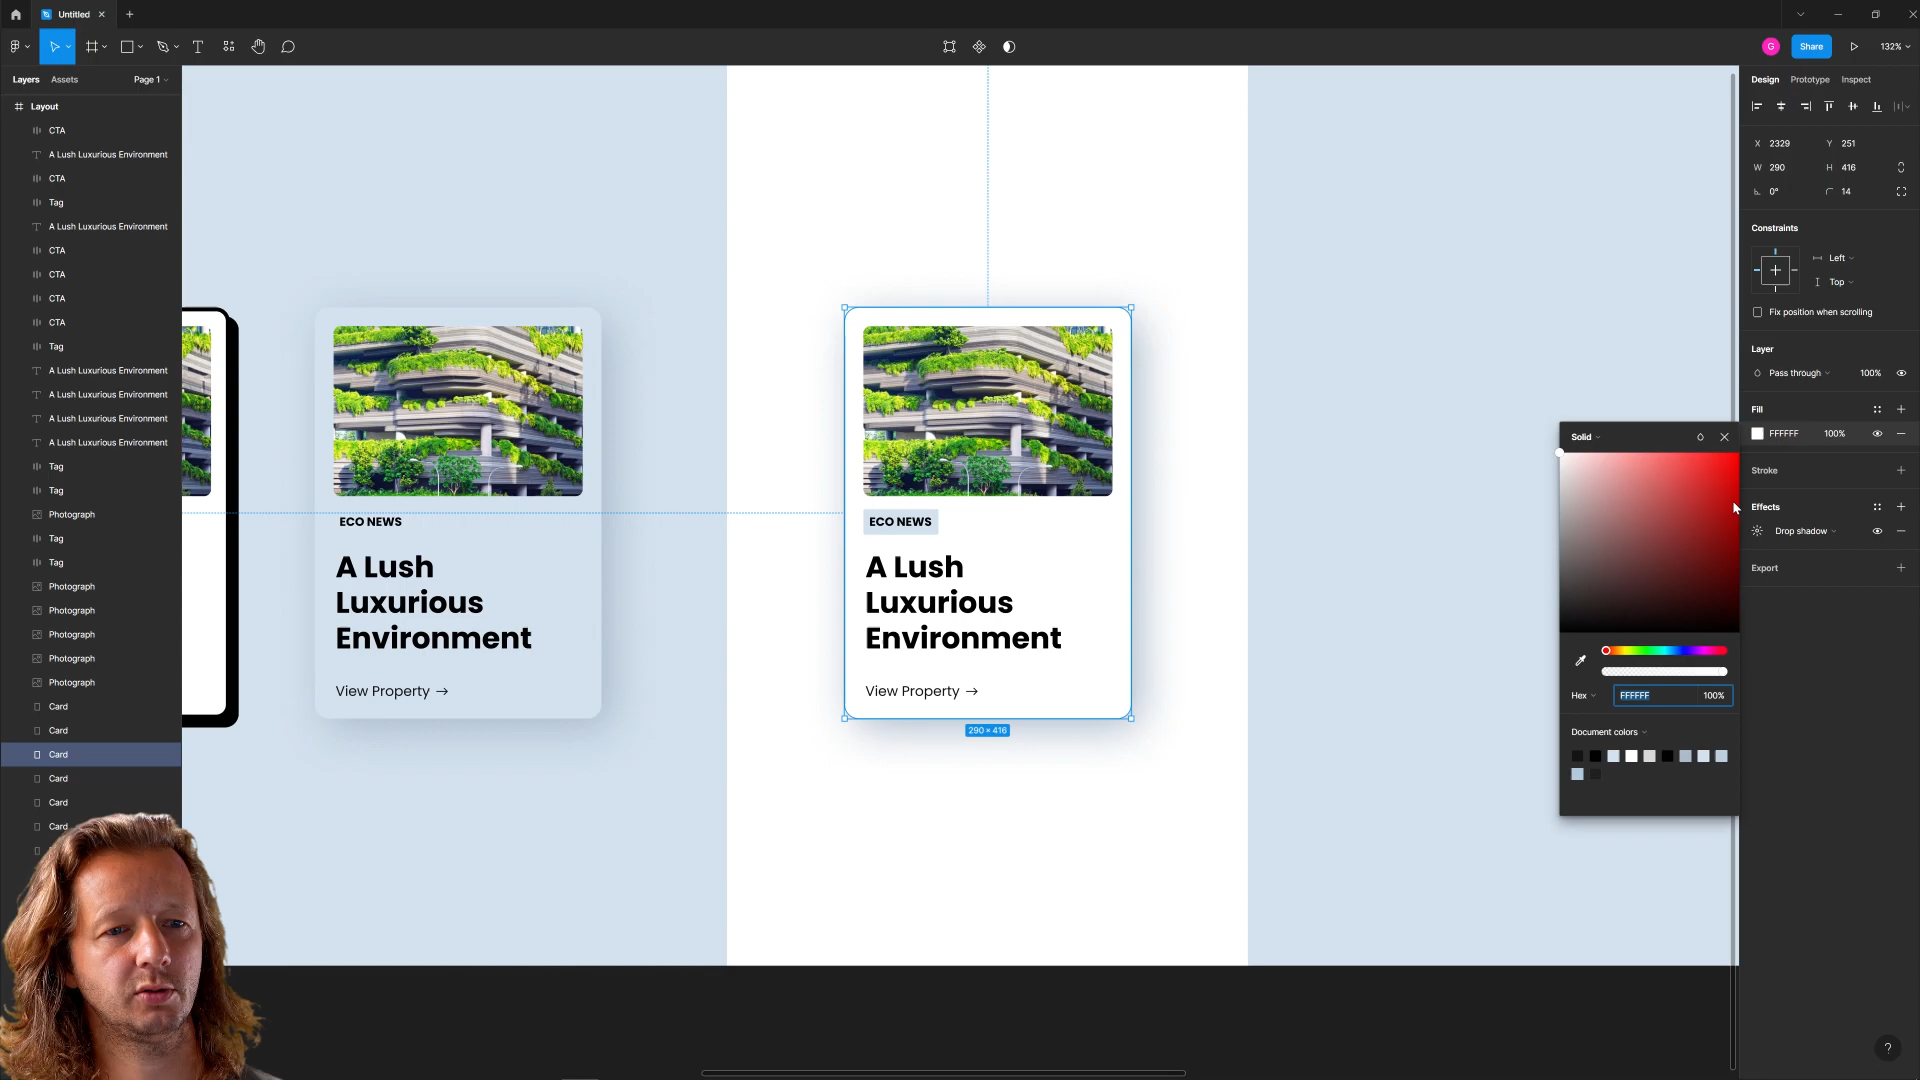 Untitled
Share
132%
Layers
Assets
Page 1
Layout
CTA
A Lush Luxurious Environment
CTA
Tag
A Lush Luxurious Environment
CTA
CTA
CTA
CTA
Tag
A Lush Luxurious Environment
A Lush Luxurious Environment
A Lush Luxurious Environment
A Lush Luxurious Environment
Tag
Tag
Photograph
Tag
Tag
Photograph
Photograph
Photograph
Photograph
Photograph
Card
Card
Card
Card
Card
Card
ECO NEWS
A Lush
Luxurious
Environment
View Property →
ECO NEWS
A Lush
Luxurious
Environment
View Property →
290 × 416
Solid
Hex
FFFFFF
100%
Document colors
G
Design
Prototype
Inspect
X 2329
Y 251
W 290
H 416
0°
14
Constraints
Left
Top
Fix position when scrolling
Layer
Pass through
100%
Fill
FFFFFF
100%
Stroke
Effects
Drop shadow
Export
?